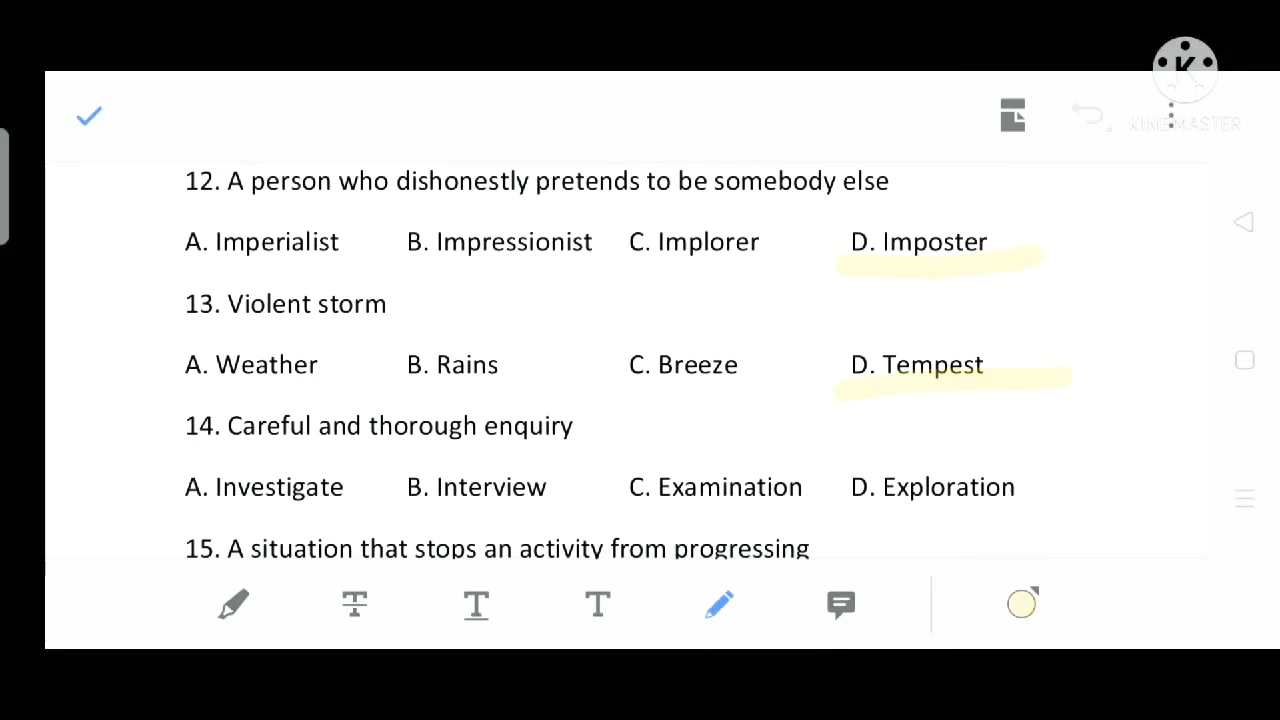 KINEMASTER
12. A person who dishonestly pretends to be somebody else
A. Imperialist B. Impressionist C. Implorer D. Imposter
13. Violent storm
A. Weather B. Rains C. Breeze D. Tempest
14. Careful and thorough enquiry
A. Investigate B. Interview C. Examination D. Exploration
15. A situation that stops an activity from progressing